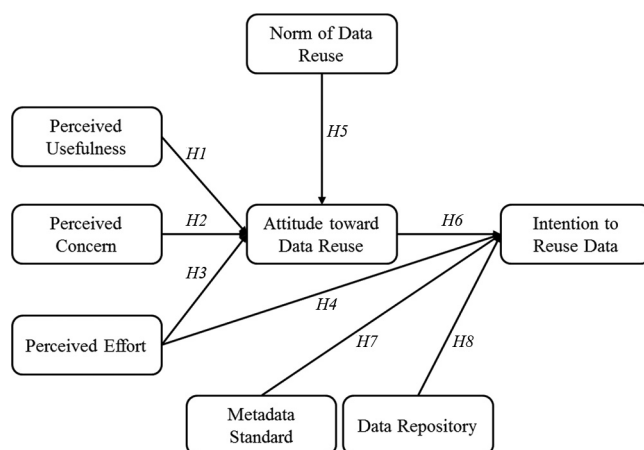 Norm of Data
Reuse
Perceived
Usefulness
H1
H5
Perceived
Concern
H2
Attitude toward
Data Reuse
H6
Intention to
Reuse Data
H3
Perceived Effort
H4
H7
H8
Metadata
Standard
Data Repository